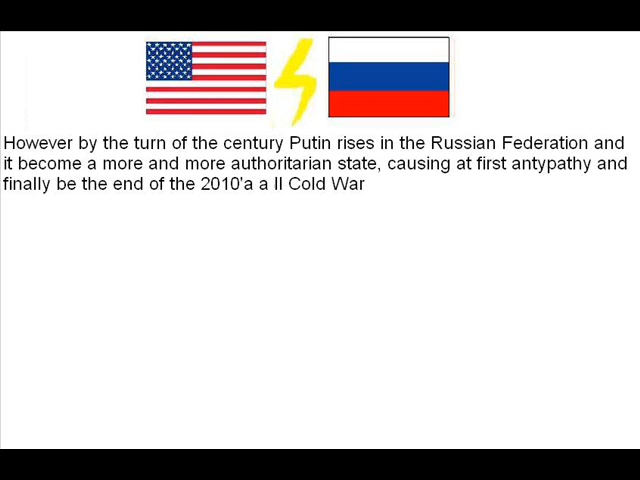 However by the turn of the century Putin rises in the Russian Federation and
it become a more and more authoritarian state, causing at first antypathy and
finally be the end of the 2010'a a II Cold War